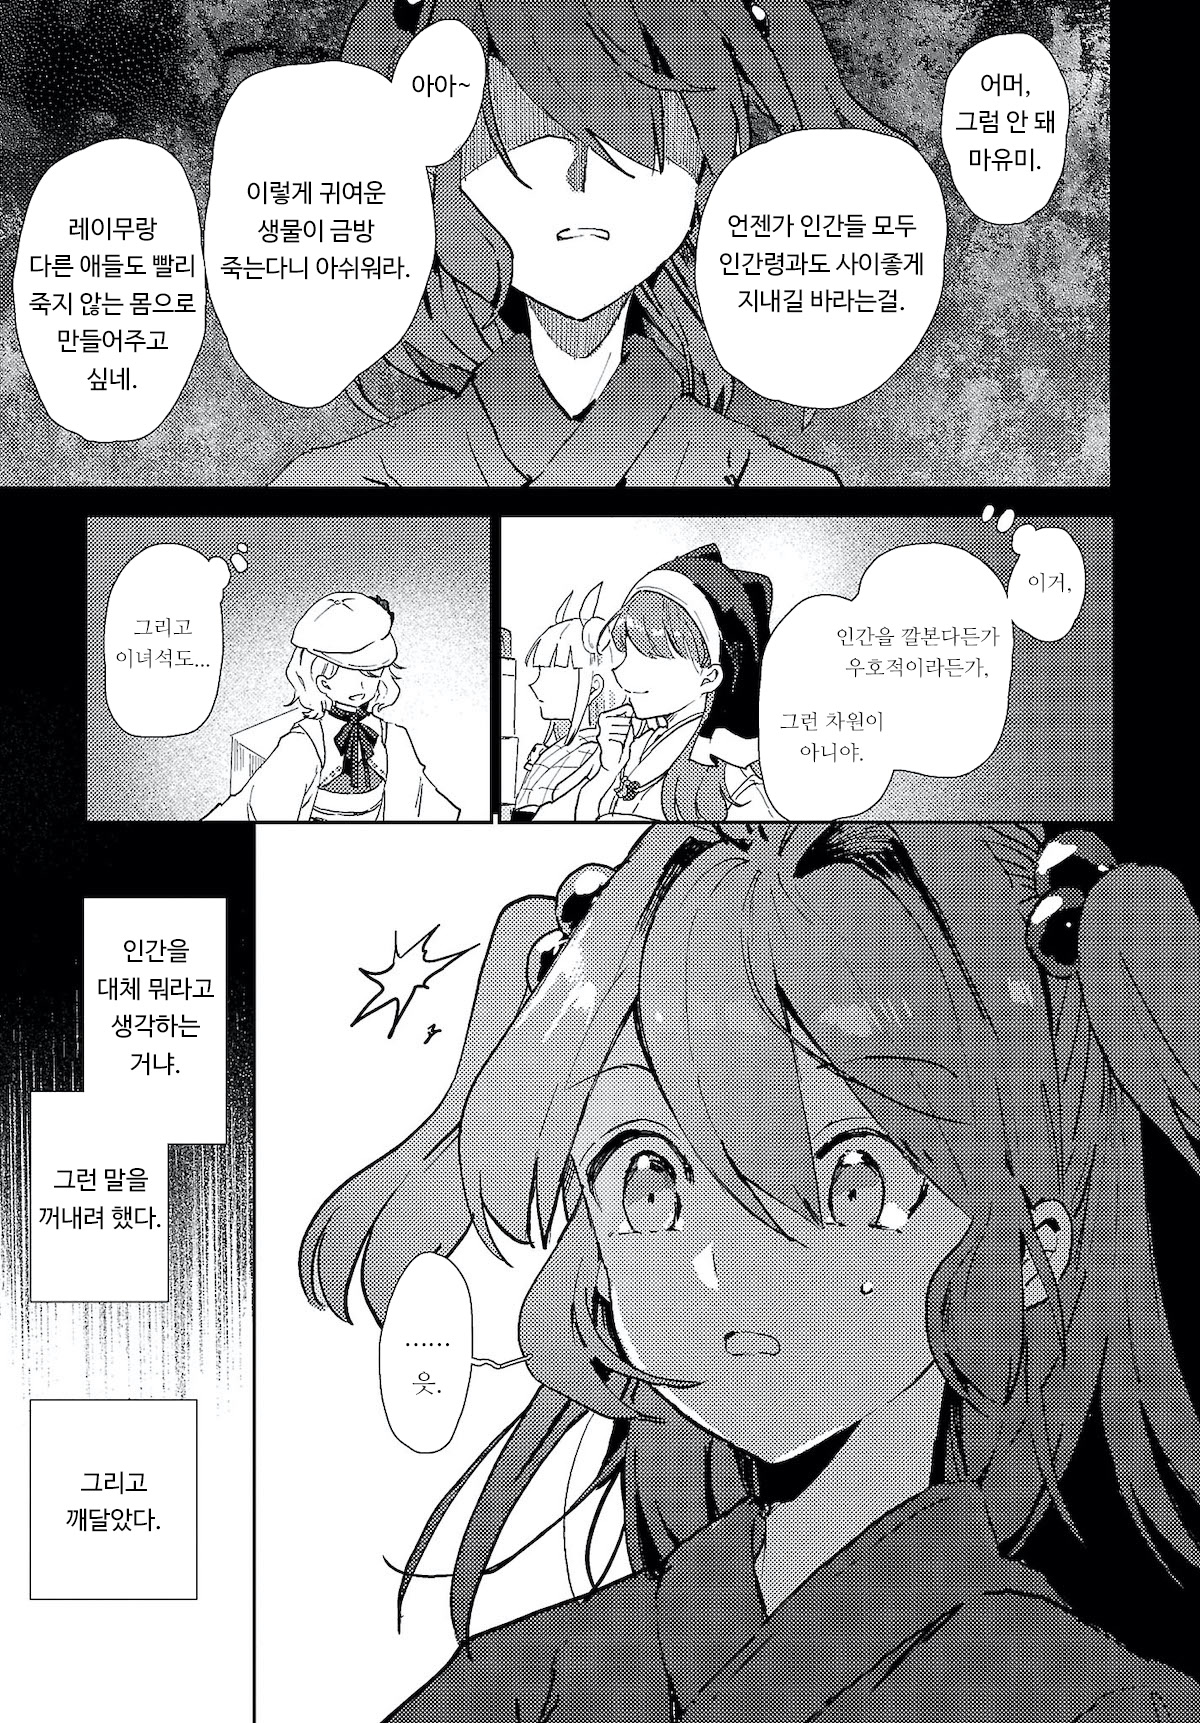 어머,
그럼 안 돼
마유미.
언젠가 인간들 모두
인간령과도 사이좋게
지내길 바라는걸.
아아~
이렇게 귀여운
생물이 금방
죽는다니 아쉬워라.
레이무랑
다른 애들도 빨리
죽지 않는 몸으로
만들어주고
싶네.
이거,
인간을 깔본다든가
우호적이라든가,
그런 차원이
아니야.
그리고
이녀석도...
인간을
대체 뭐라고
생각하는
거냐.
그런 말을
꺼내려 했다.
……
읏.
그리고
깨달았다.